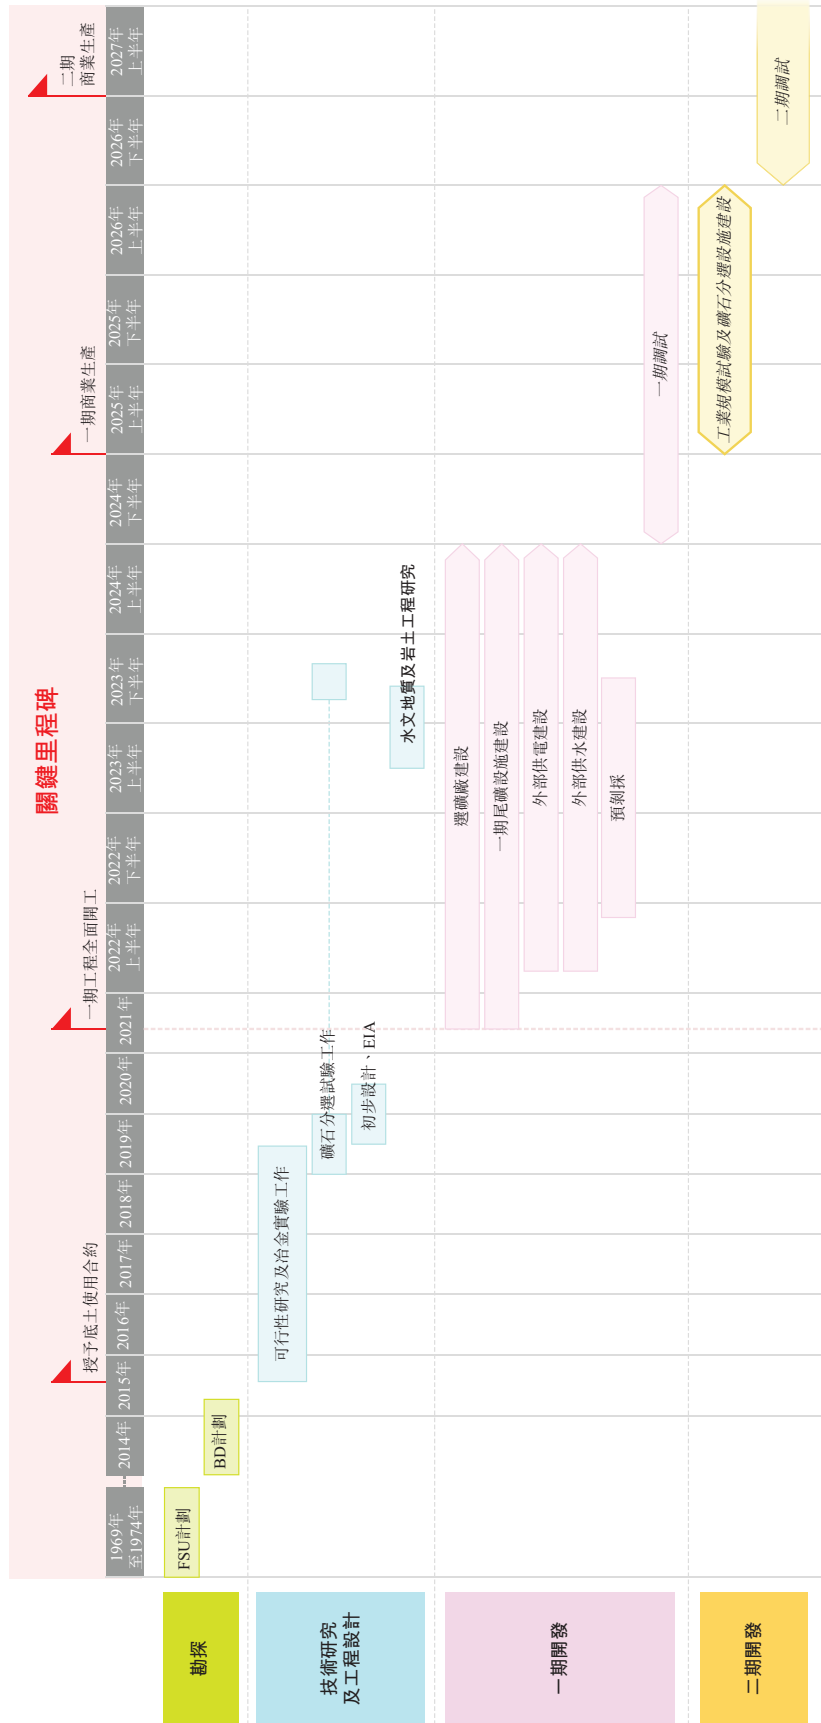 關鍵里程碑
授予底土使用合約
一期工程全面開工
一期商業生產
二期
商業生產
1969年
至1974年
2014年
2015年
2016年
2017年
2018年
2019年
2020年
2021年
2022年
上半年
2022年
下半年
2023年
上半年
2023年
下半年
2024年
上半年
2024年
下半年
2025年
上半年
2025年
下半年
2026年
上半年
2026年
下半年
2027年
上半年
勘探
FSU計劃
BD計劃
技術研究
及工程設計
可行性研究及冶金實驗工作
礦石分選試驗工作
初步設計、EIA
水文地質及岩土工程研究
一期開發
選礦廠建設
一期尾礦設施建設
外部供電建設
外部供水建設
預剝採
一期調試
二期開發
工業規模試驗及礦石分選設施建設
二期調試